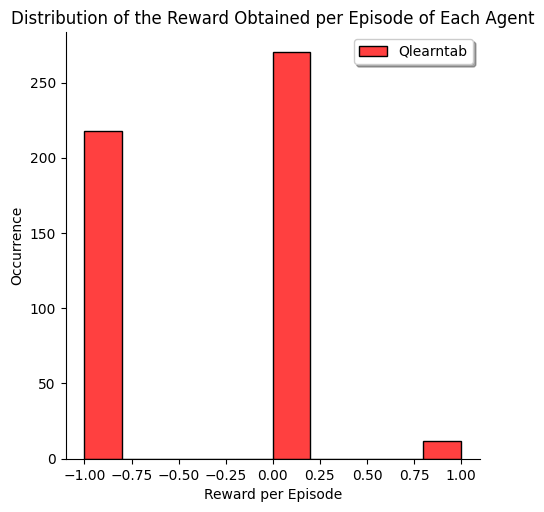 Distribution of the Reward Obtained per Episode of Each Agent
Qlearntab
Occurrence
250
200
150
100
50
0
−1.00 −0.75 −0.50 −0.25 0.00 0.25 0.50 0.75 1.00
Reward per Episode